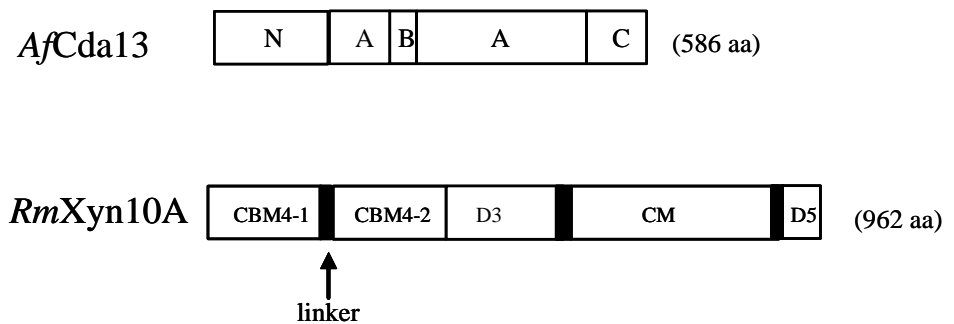 AfCda13 N A B A C (586 aa)
RmXyn10A CBM4-1 CBM4-2 D3 CM D5 (962 aa)
linker